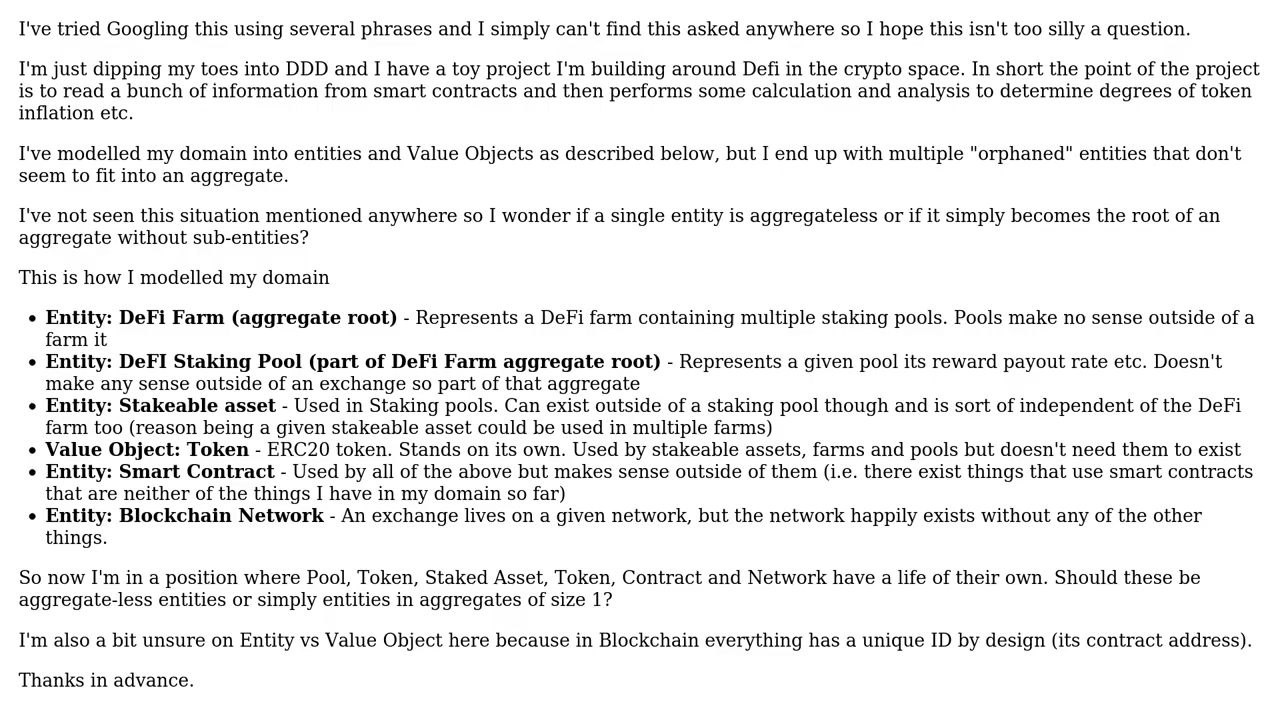 I've tried Googling this using several phrases and I simply can't find this asked anywhere so I hope this isn't too silly a question.
I'm just dipping my toes into DDD and I have a toy project I'm building around Defi in the crypto space. In short the point of the project
is to read a bunch of information from smart contracts and then performs some calculation and analysis to determine degrees of token
inflation etc.
I've modelled my domain into entities and Value Objects as described below, but I end up with multiple "orphaned" entities that don't
seem to fit into an aggregate.
I've not seen this situation mentioned anywhere so I wonder if a single entity is aggregateless or if it simply becomes the root of an
aggregate without sub-entities?
This is how I modelled my domain
• Entity: DeFi Farm (aggregate root) - Represents a DeFi farm containing multiple staking pools. Pools make no sense outside of a
farm it
• Entity: DeFI Staking Pool (part of DeFi Farm aggregate root) - Represents a given pool its reward payout rate etc. Doesn't
make any sense outside of an exchange so part of that aggregate
• Entity: Stakeable asset - Used in Staking pools. Can exist outside of a staking pool though and is sort of independent of the DeFi
farm too (reason being a given stakeable asset could be used in multiple farms)
• Value Object: Token - ERC20 token. Stands on its own. Used by stakeable assets, farms and pools but doesn't need them to exist
• Entity: Smart Contract - Used by all of the above but makes sense outside of them (i.e. there exist things that use smart contracts
that are neither of the things I have in my domain so far)
• Entity: Blockchain Network - An exchange lives on a given network, but the network happily exists without any of the other
things.
So now I'm in a position where Pool, Token, Staked Asset, Token, Contract and Network have a life of their own. Should these be
aggregate-less entities or simply entities in aggregates of size 1?
I'm also a bit unsure on Entity vs Value Object here because in Blockchain everything has a unique ID by design (its contract address).
Thanks in advance.